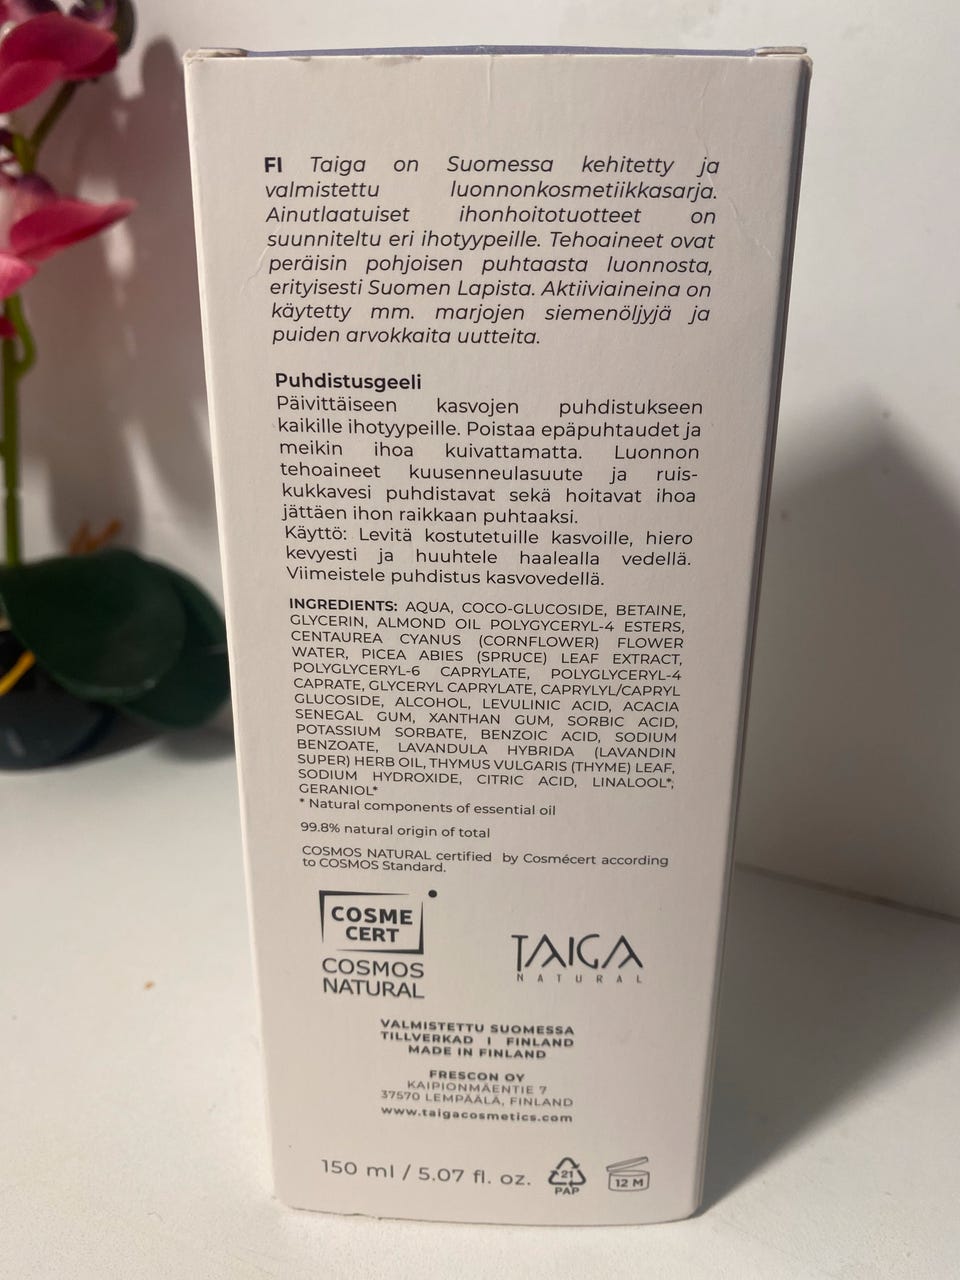 FI Taiga on Suomessa kehitetty ja
valmistettu luonnonkosmetiikkasarja.
Ainutlaatuiset ihonhoitotuotteet on
suunniteltu eri ihotyypeille. Tehoaineet ovat
peräisin pohjoisen puhtaasta luonnosta,
erityisesti Suomen Lapista. Aktiiviaineina on
käytetty mm. marjojen siemenöljyjä ja
puiden arvokkaita uutteita.
Puhdistusgeeli
Päivittäiseen kasvojen puhdistukseen
kaikille ihotyypeille. Poistaa epäpuhtaudet ja
meikin ihoa kuivattamatta. Luonnon
tehoaineet kuusenneulasuute ja ruis-
kukkavesi puhdistavat sekä hoitavat ihoa
jättäen ihon raikkaan puhtaaksi.
Käyttö: Levitä kostutetuille kasvoille, hiero
kevyesti ja huuhtele haalealla vedellä.
Viimeistele puhdistus kasvovedellä.
INGREDIENTS: AQUA, COCO-GLUCOSIDE, BETAINE,
GLYCERIN, ALMOND OIL POLYGYCERYL-4 ESTERS,
CENTAUREA CYANUS (CORNFLOWER) FLOWER
WATER, PICEA ABIES (SPRUCE) LEAF EXTRACT,
POLYGLYCERYL-6 CAPRYLATE, POLYGLYCERYL-4
CAPRATE, GLYCERYL CAPRYLATE, CAPRYLYL/CAPRYL
GLUCOSIDE, ALCOHOL, LEVULINIC ACID, ACACIA
SENEGAL GUM, XANTHAN GUM, SORBIC ACID,
POTASSIUM SORBATE, BENZOIC ACID, SODIUM
BENZOATE, LAVANDULA HYBRIDA (LAVANDIN
SUPER) HERB OIL, THYMUS VULGARIS (THYME) LEAF,
SODIUM HYDROXIDE, CITRIC ACID, LINALOOL*,
GERANIOL*
* Natural components of essential oil
99.8% natural origin of total
COSMOS NATURAL certified by Cosmécert according
to COSMOS Standard.
COSME
CERT
COSMOS
NATURAL
TAIGA
NATURAL
VALMISTETTU SUOMESSA
TILLVERKAD I FINLAND
MADE IN FINLAND
FRESCON OY
KAIPIONMÄENTIE 7
37570 LEMPÄÄLÄ, FINLAND
www.taigacosmetics.com
150 ml / 5.07 fl. oz.
21
PAP
12 M